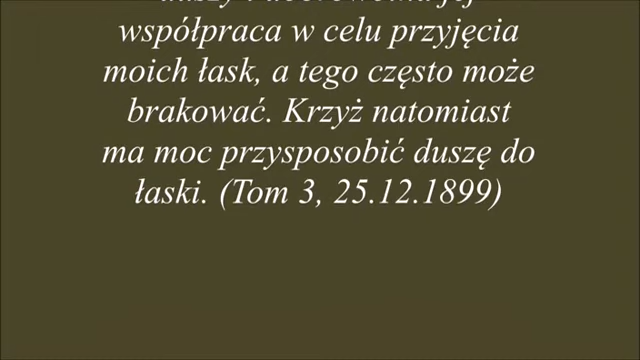 współpraca w celu przyjęcia
moich łask, a tego często może
brakować. Krzyż natomiast
ma moc przysposobić duszę do
łaski. (Tom 3, 25.12.1899)